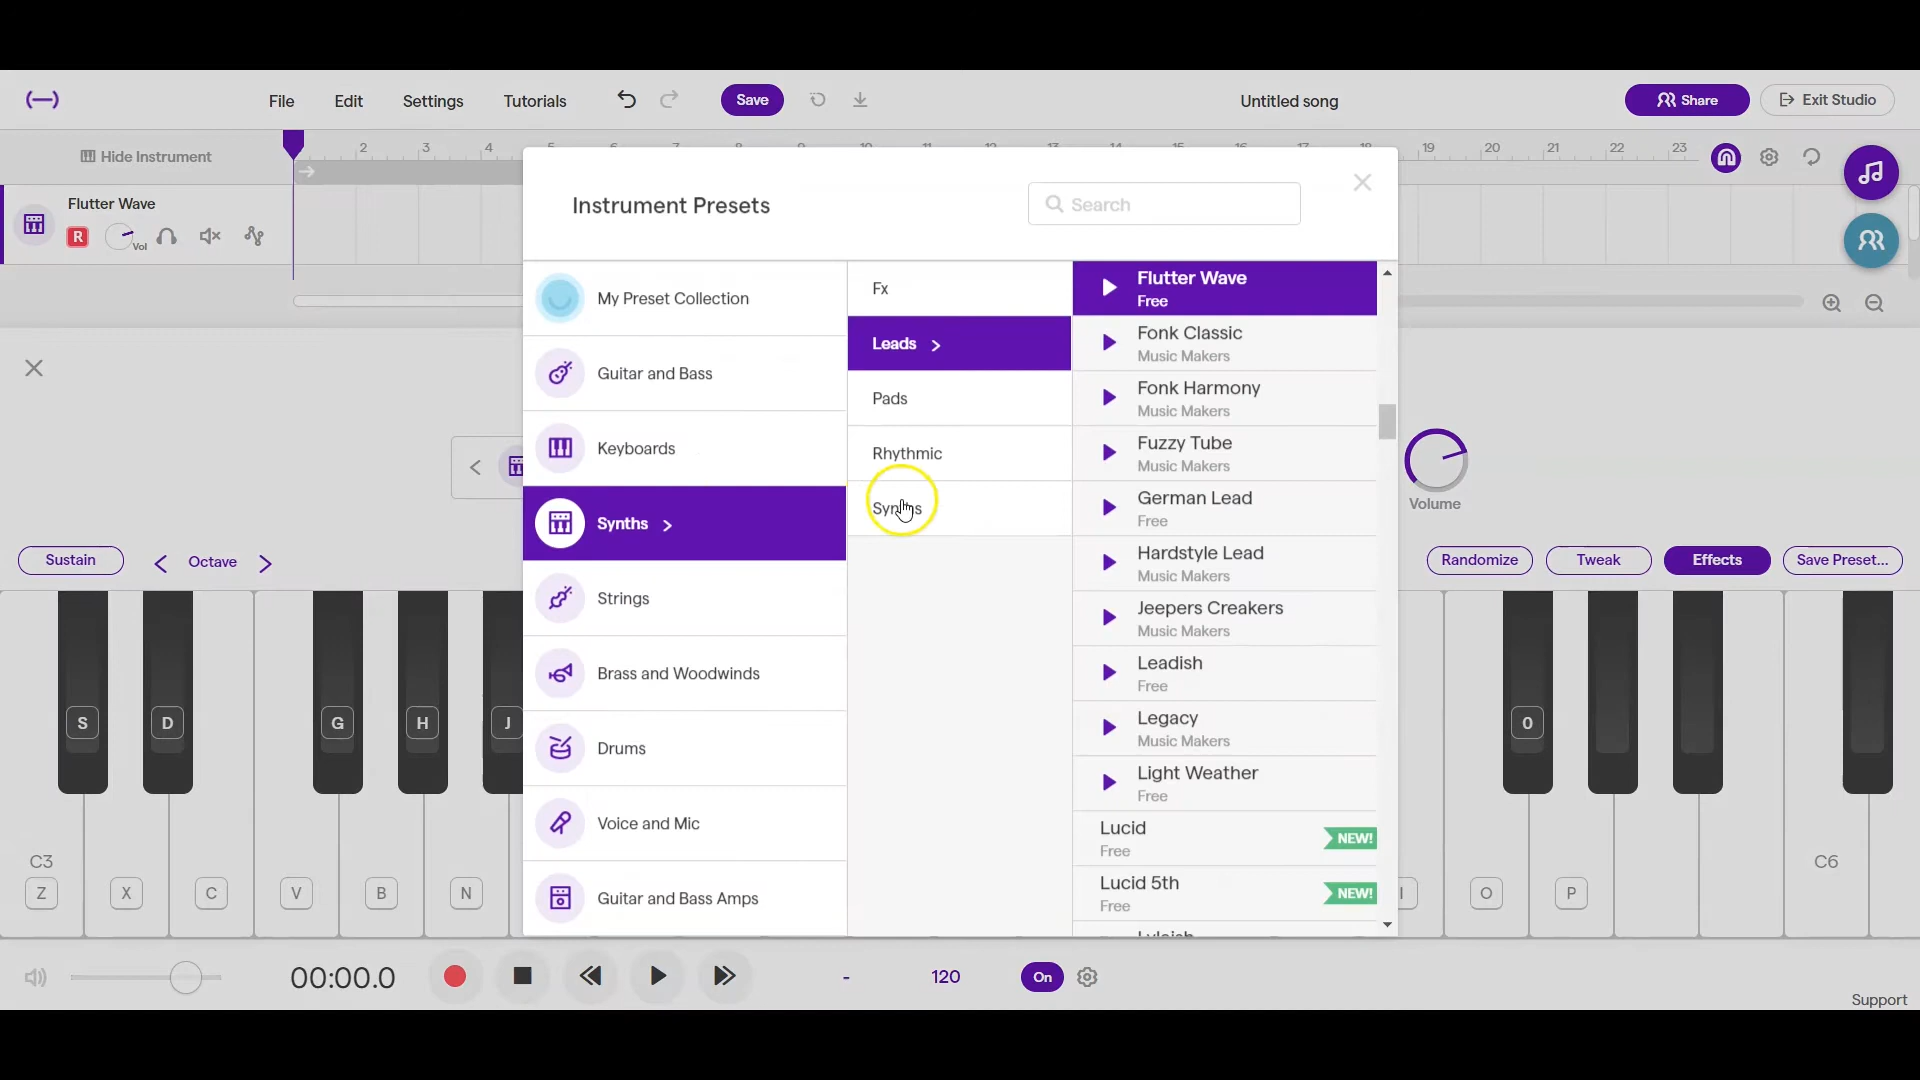 File
Edit
Settings
Tutorials
Save
Untitled song
Share
Exit Studio
Hide Instrument
2
3
4
19
20
21
22
23
Flutter Wave
R
Vol
Instrument Presets
Search
My Preset Collection
Guitar and Bass
Keyboards
Synths >
Strings
Brass and Woodwinds
Drums
Voice and Mic
Guitar and Bass Amps
Fx
Leads >
Pads
Rhythmic
Synths
Flutter Wave
Free
Fonk Classic
Music Makers
Fonk Harmony
Music Makers
Fuzzy Tube
Music Makers
German Lead
Free
Hardstyle Lead
Music Makers
Jeepers Creakers
Music Makers
Leadish
Free
Legacy
Music Makers
Light Weather
Free
Lucid
Free
NEW!
Lucid 5th
Free
NEW!
Volume
Sustain
< Octave >
Randomize
Tweak
Effects
Save Preset...
S
D
G
H
J
0
C3
C6
Z
X
C
V
B
N
I
O
P
00:00.0
-
120
On
Support